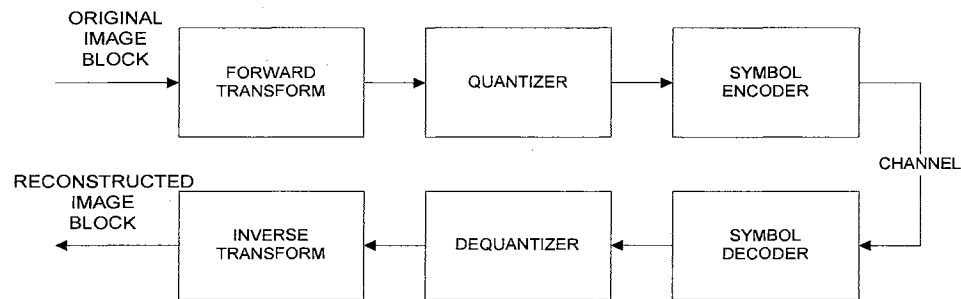 ORIGINAL
IMAGE
BLOCK
FORWARD
TRANSFORM
QUANTIZER
SYMBOL
ENCODER
CHANNEL
RECONSTRUCTED
IMAGE
BLOCK
INVERSE
TRANSFORM
DEQUANTIZER
SYMBOL
DECODER